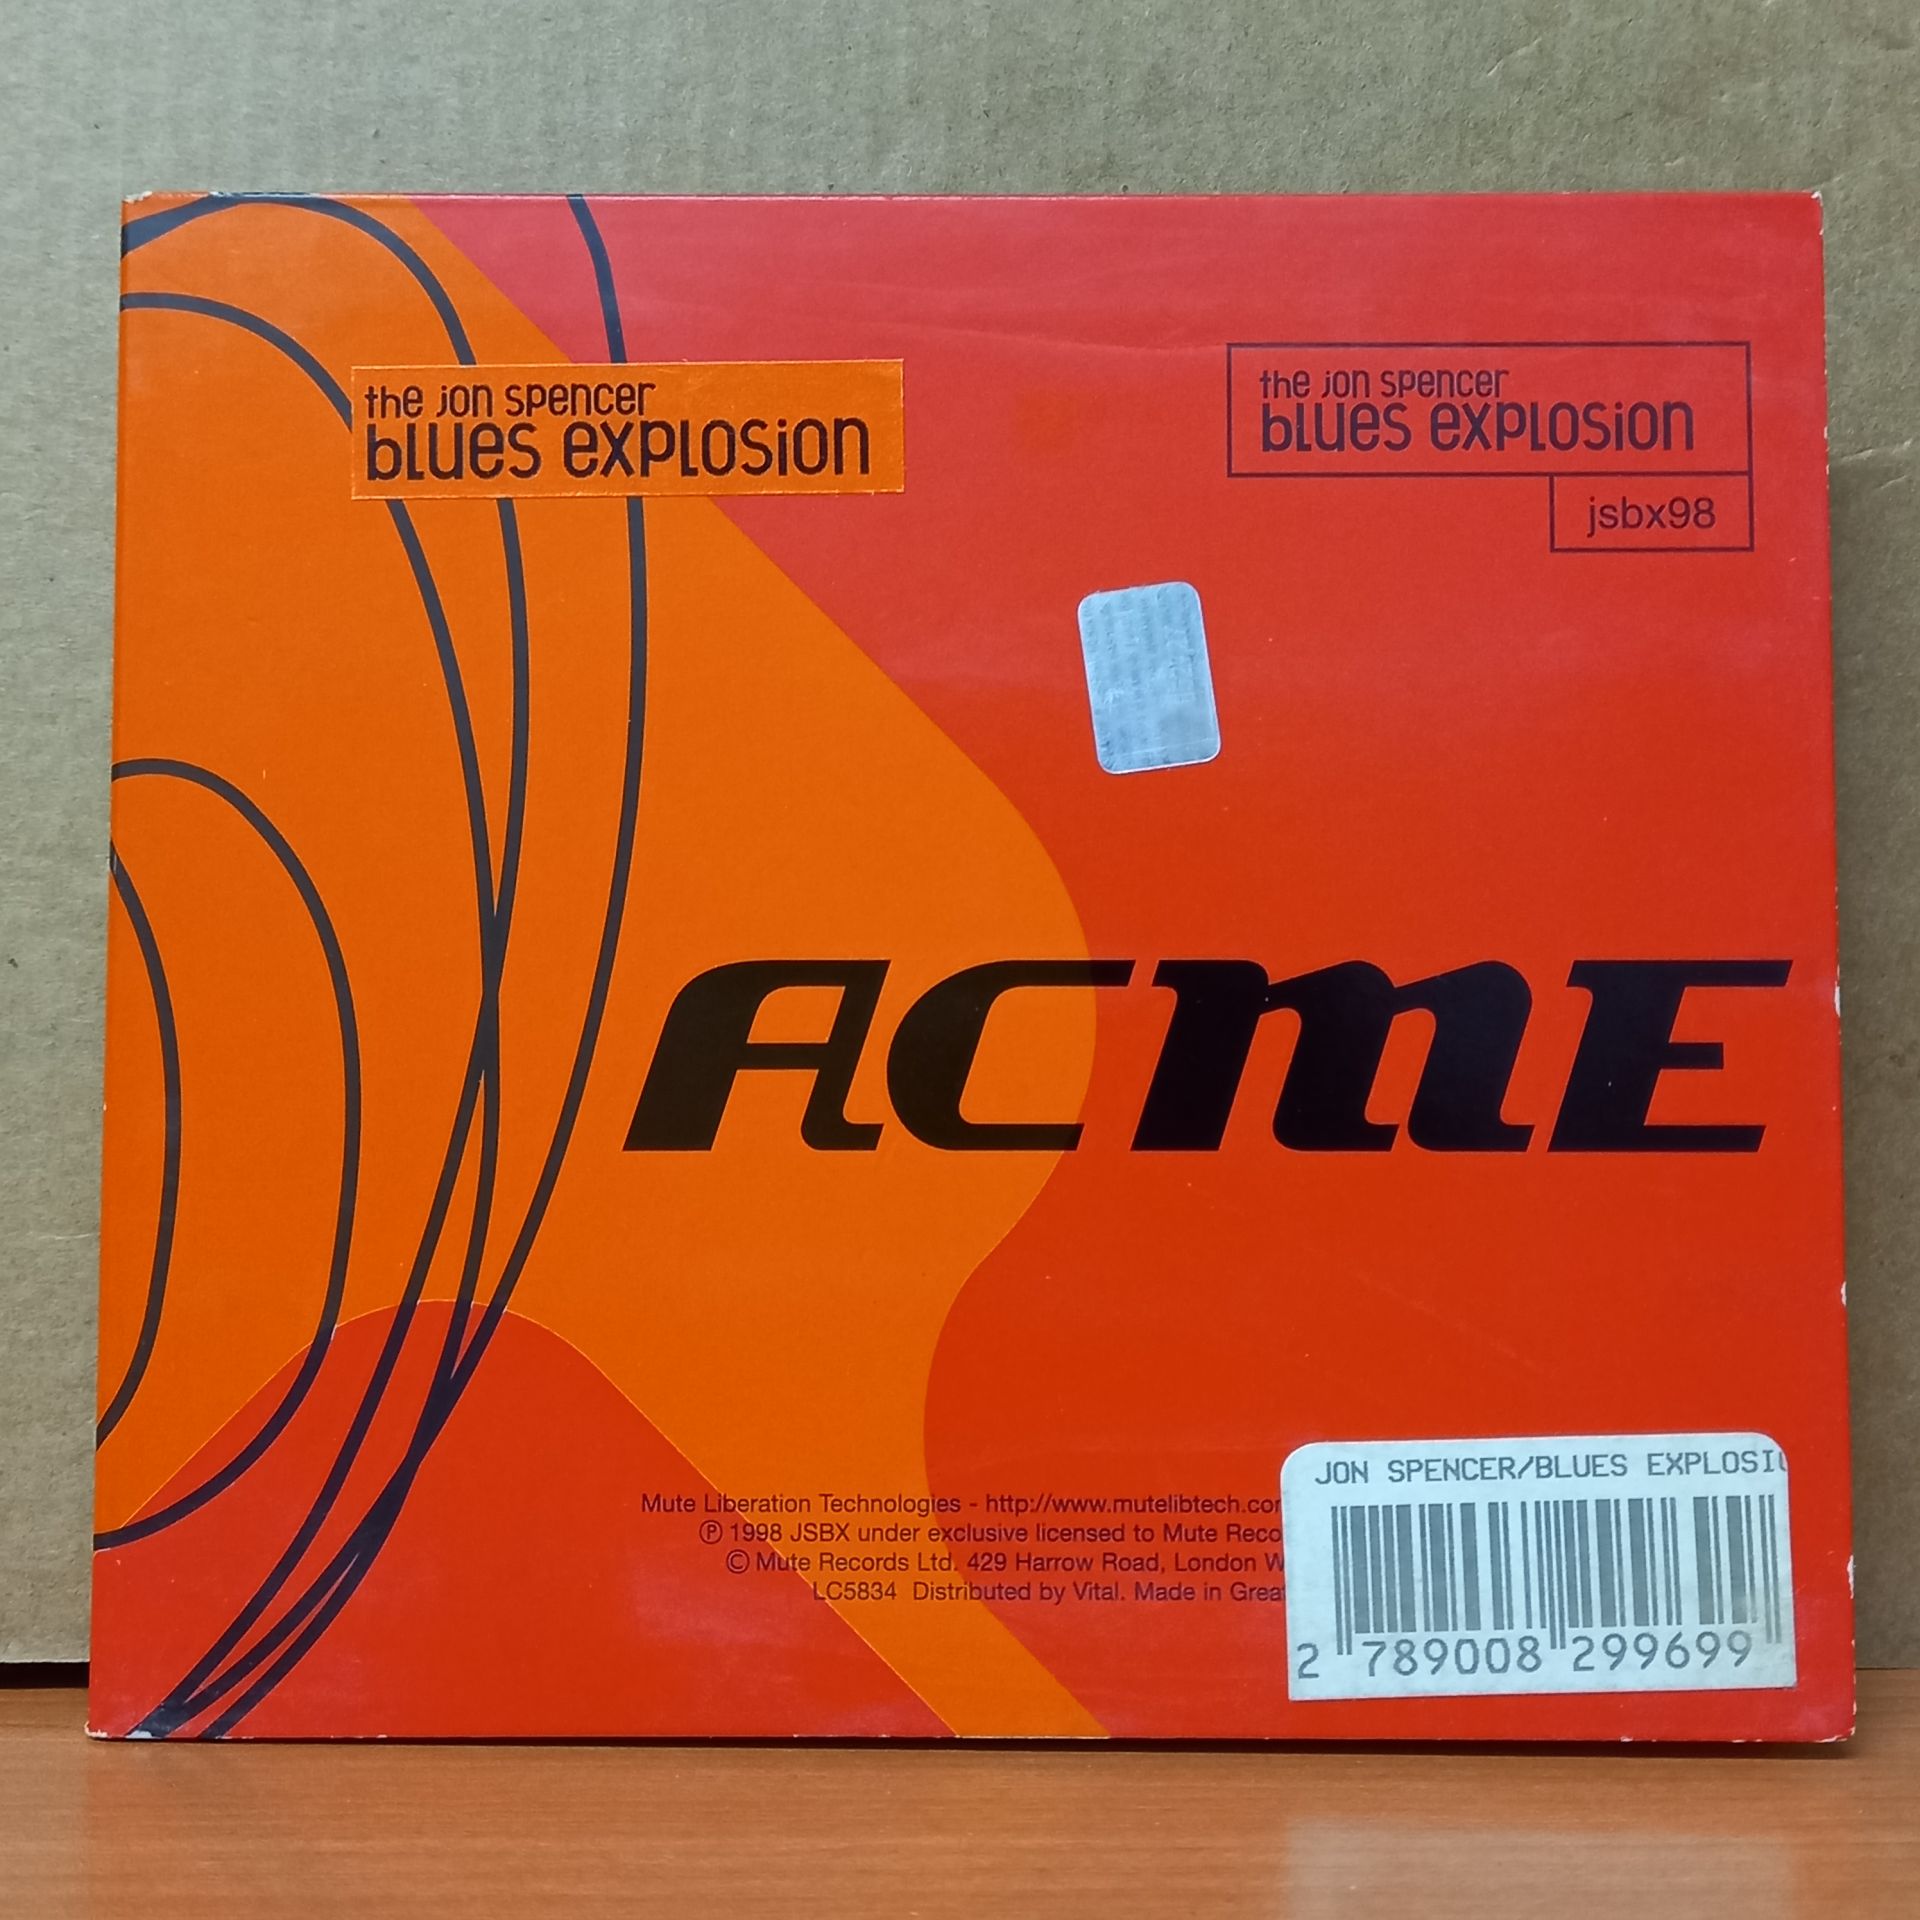 the jon spencer
blues explosion
the jon spencer
blues explosion
jsbx98
ACME
Mute Liberation Technologies - http://www.mutelibtech.com
℗ 1998 JSBX under exclusive licensed to Mute Reco
© Mute Records Ltd. 429 Harrow Road, London W
LC5834 Distributed by Vital. Made in Grea
JON SPENCER/BLUES EXPLOSI
2 789008 299699